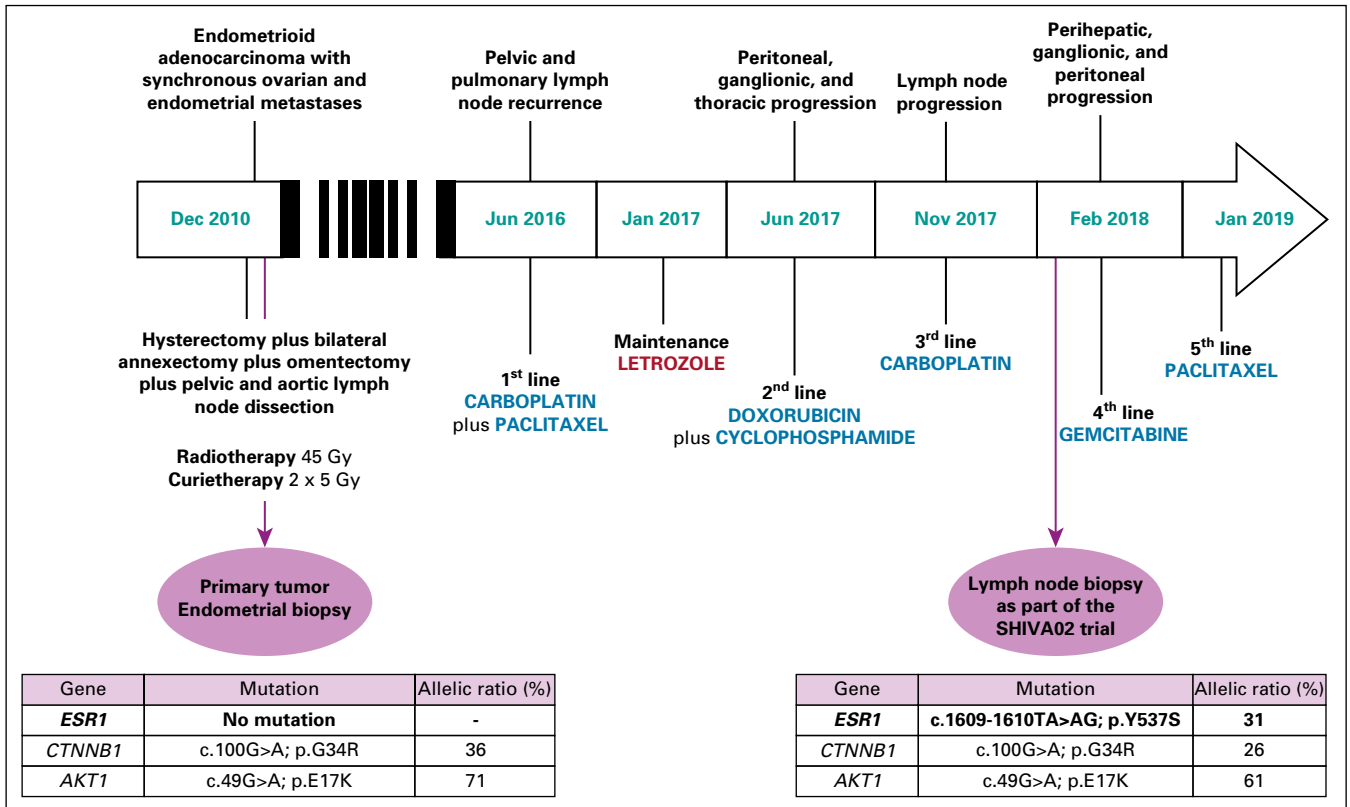 Endometrioid
adenocarcinoma with
synchronous ovarian and
endometrial metastases
Pelvic and
pulmonary lymph
node recurrence
Peritoneal,
ganglionic, and
thoracic progression
Lymph node
progression
Perihepatic,
ganglionic, and
peritoneal
progression
Dec 2010
Jun 2016
Jan 2017
Jun 2017
Nov 2017
Feb 2018
Jan 2019
Hysterectomy plus bilateral
annexectomy plus omentectomy
plus pelvic and aortic lymph
node dissection
Radiotherapy 45 Gy
Curietherapy 2 x 5 Gy
1st line
CARBOPLATIN
plus PACLITAXEL
Maintenance
LETROZOLE
2nd line
DOXORUBICIN
plus CYCLOPHOSPHAMIDE
3rd line
CARBOPLATIN
4th line
GEMCITABINE
5th line
PACLITAXEL
Primary tumor
Endometrial biopsy
Lymph node biopsy
as part of the
SHIVA02 trial
Gene Mutation Allelic ratio (%)
ESR1 No mutation -
CTNNB1 c.100G>A; p.G34R 36
AKT1 c.49G>A; p.E17K 71
Gene Mutation Allelic ratio (%)
ESR1 c.1609-1610TA>AG; p.Y537S 31
CTNNB1 c.100G>A; p.G34R 26
AKT1 c.49G>A; p.E17K 61